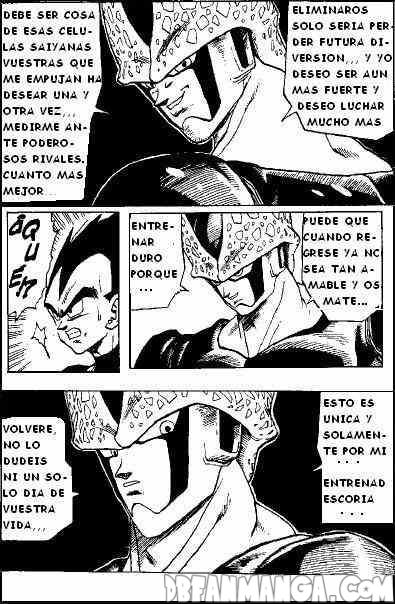 DEBE SER COSA
DE ESAS CELU-
LAS SAIYANAS
VUESTRAS QUE
ME EMPUJAN HA
DESEAR UNA Y
OTRA VEZ,,,
MEDIRME AN-
TE PODERO-
SOS RIVALES.
CUANTO MAS
MEJOR...
ELIMINAROS
SOLO SERIA PER-
DER FUTURA DI-
VERSION,,, Y YO
DESEO SER AUN
MAS FUERTE Y
DESEO LUCHAR
MUCHO MAS
¿QUE!?
ENTRE-
NAR
DURO
PORQUE
...
PUEDE QUE
CUANDO RE-
GRESE YA NO
SEA TAN A-
MABLE Y OS
MATE...
VOLVERE,
NO LO
DUDEIS
NI UN SO-
LO DIA DE
VUESTRA
VIDA,,,
ESTO ES
UNICA Y
SOLAMEN-
TE POR MI
...
ENTRENAD
ESCORIA
...
DBFANMANGA.COM